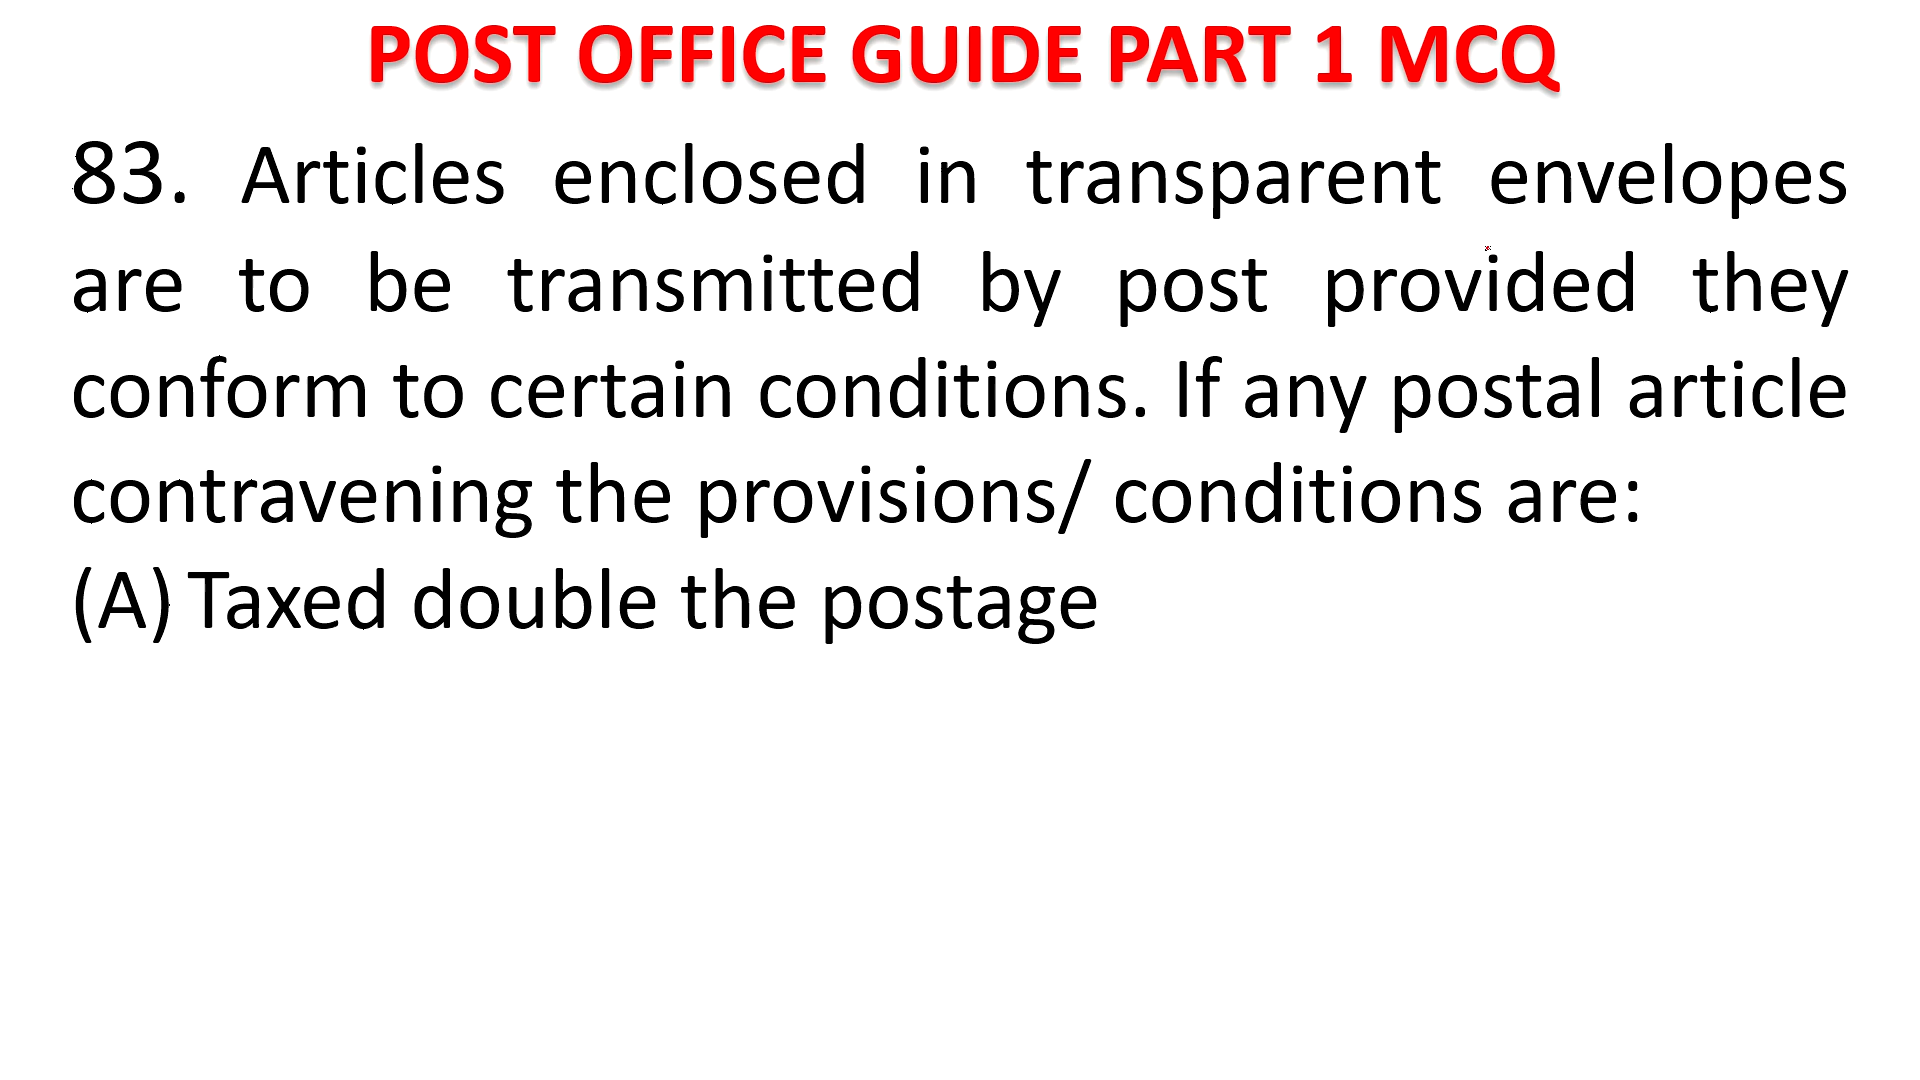 POST OFFICE GUIDE PART 1 MCQ
83. Articles enclosed in transparent envelopes
are to be transmitted by post provided they
conform to certain conditions. If any postal article
contravening the provisions/ conditions are:
(A) Taxed double the postage